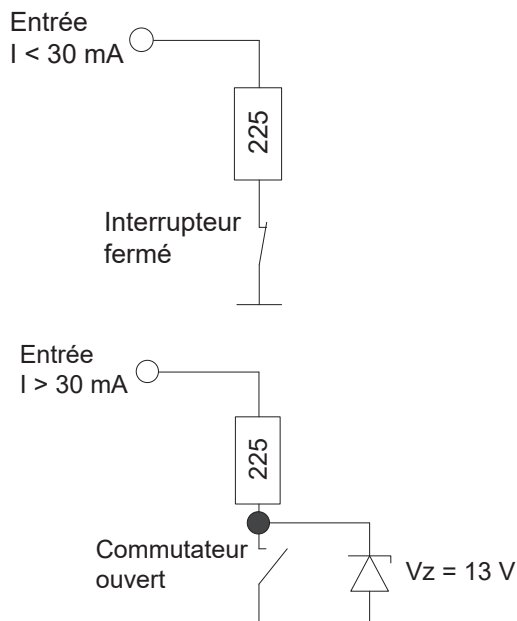 Entrée
I < 30 mA
225
Interrupteur
fermé
Entrée
I > 30 mA
225
Commutateur
ouvert
Vz = 13 V